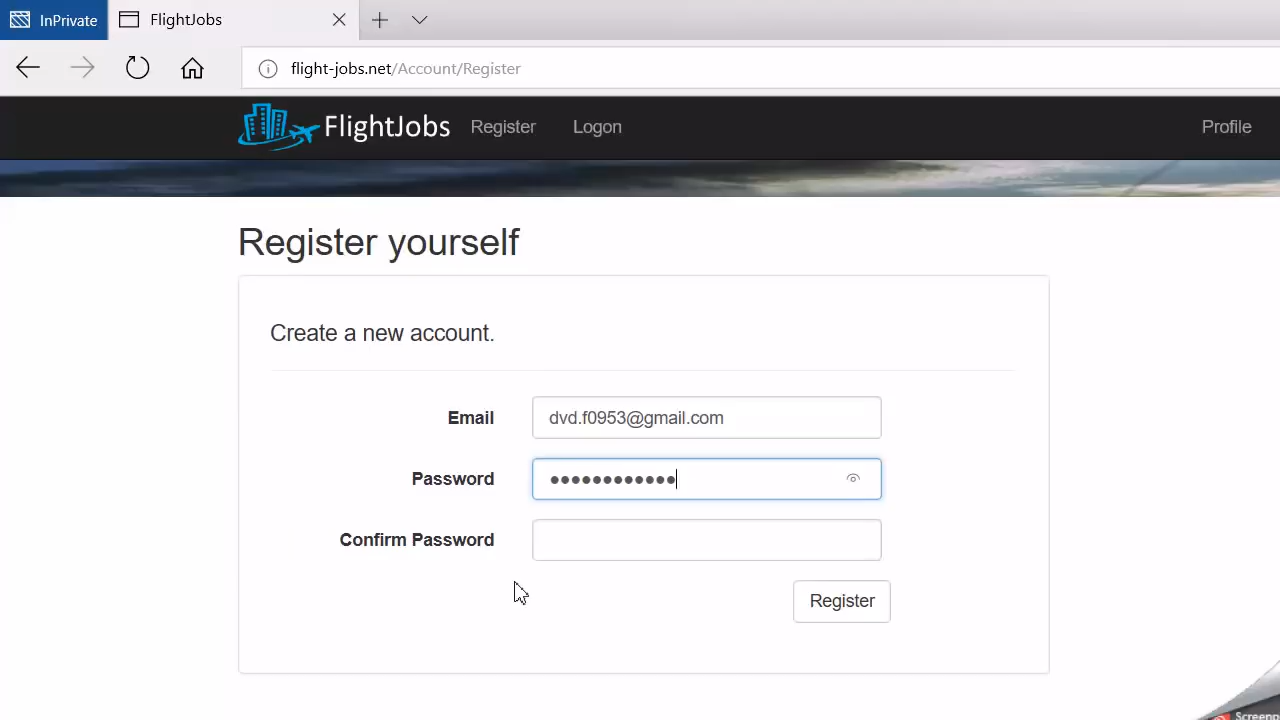 InPrivate FlightJobs
flight-jobs.net/Account/Register
FlightJobs Register Logon Profile
Register yourself
Create a new account.
Email dvd.f0953@gmail.com
Password ●●●●●●●●●●●●
Confirm Password
Register